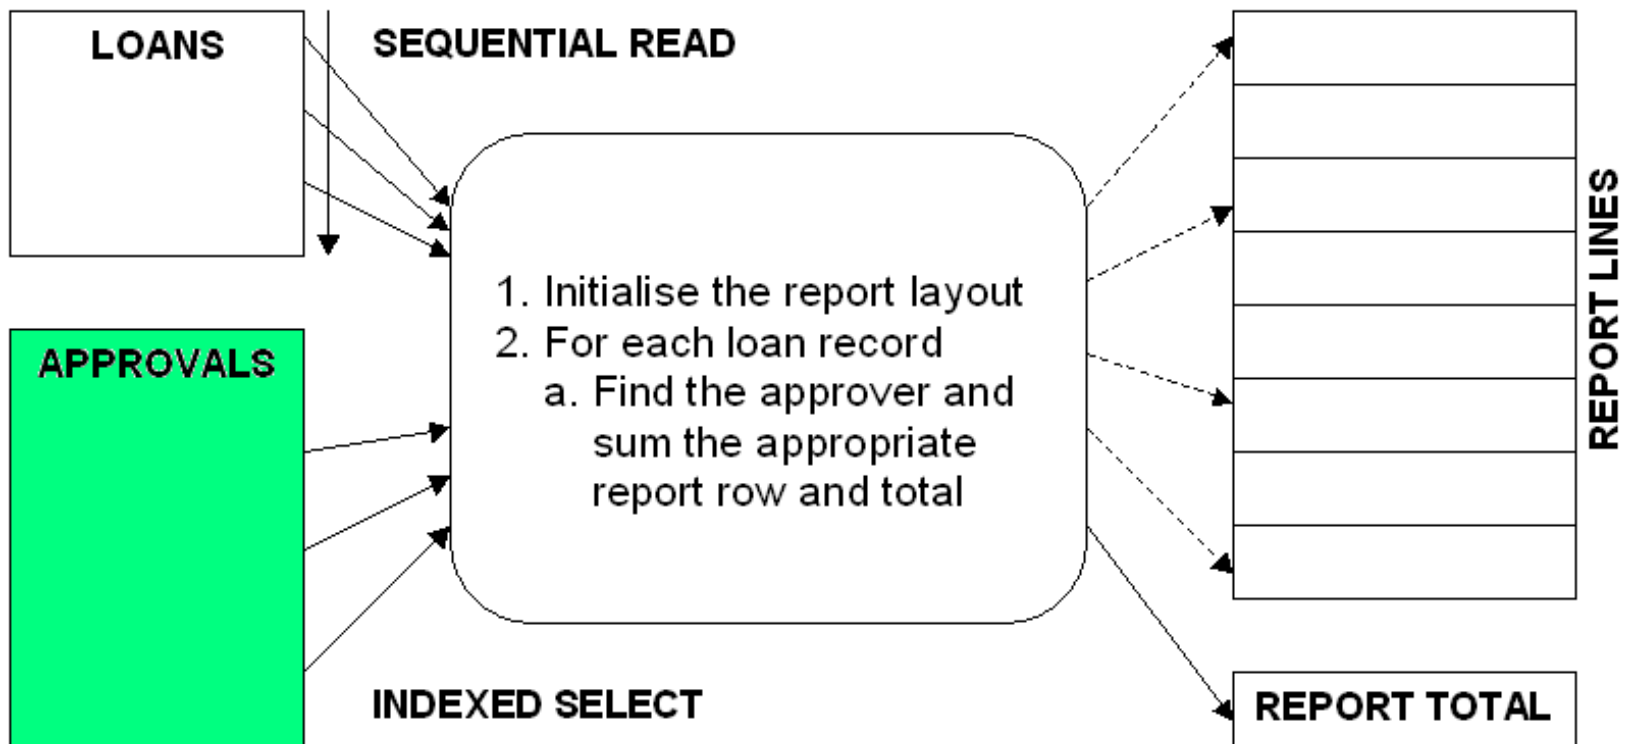 LOANS
SEQUENTIAL READ
APPROVALS
1. Initialise the report layout
2. For each loan record
a. Find the approver and
sum the appropriate
report row and total
INDEXED SELECT
REPORT LINES
REPORT TOTAL